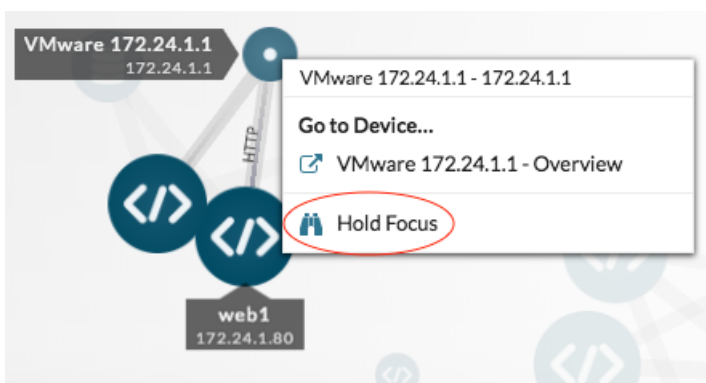 VMware 172.24.1.1
172.24.1.1
VMware 172.24.1.1 - 172.24.1.1
Go to Device...
VMware 172.24.1.1 - Overview
Hold Focus
HTTP
</>
</>
web1
172.24.1.80
</>
</>